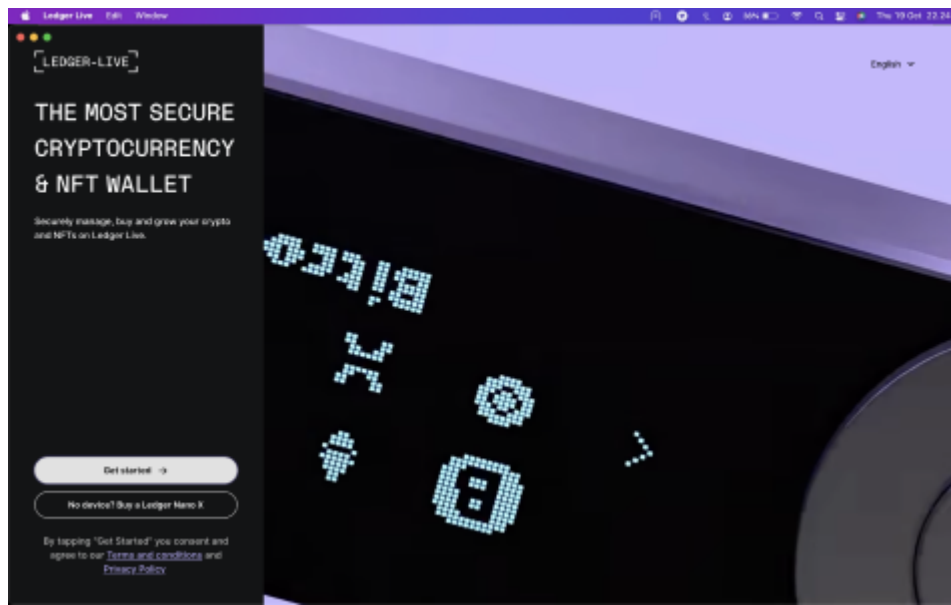 Ledger Live Edit Window
Thu 19 Oct 22.24
LEDGER-LIVE
English
THE MOST SECURE
CRYPTOCURRENCY
& NFT WALLET
Securely manage, buy and grow your crypto
and NFTs on Ledger Live.
Get started
No device? Buy a Ledger Nano X
By tapping "Get Started" you consent and
agree to our Terms and conditions and
Privacy Policy